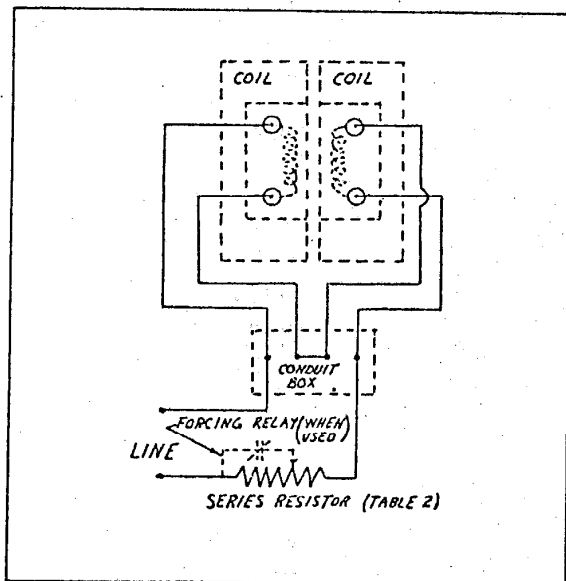 COIL COIL
CONDUIT
BOX
FORCING RELAY (WHEN
USED)
LINE
SERIES RESISTOR (TABLE 2)